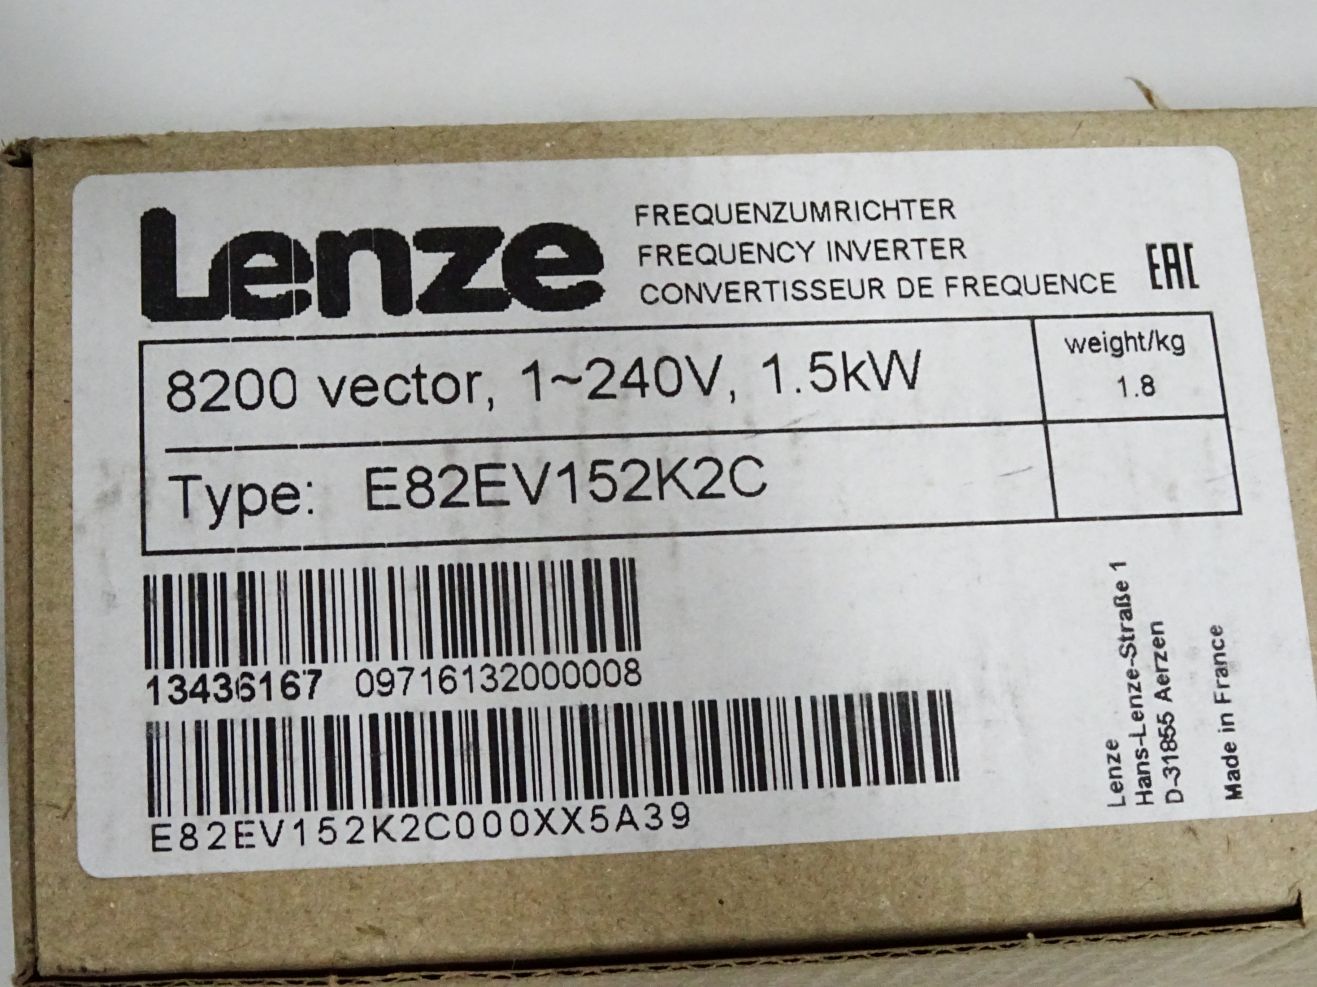 Lenze
FREQUENZUMRICHTER
FREQUENCY INVERTER
CONVERTISSEUR DE FREQUENCE
EAC
8200 vector, 1~240V, 1.5kW
weight/kg
1.8
Type: E82EV152K2C
13436167 09716132000008
E82EV152K2C000XX5A39
Lenze
Hans-Lenze-Straße 1
D-31855 Aerzen
Made in France